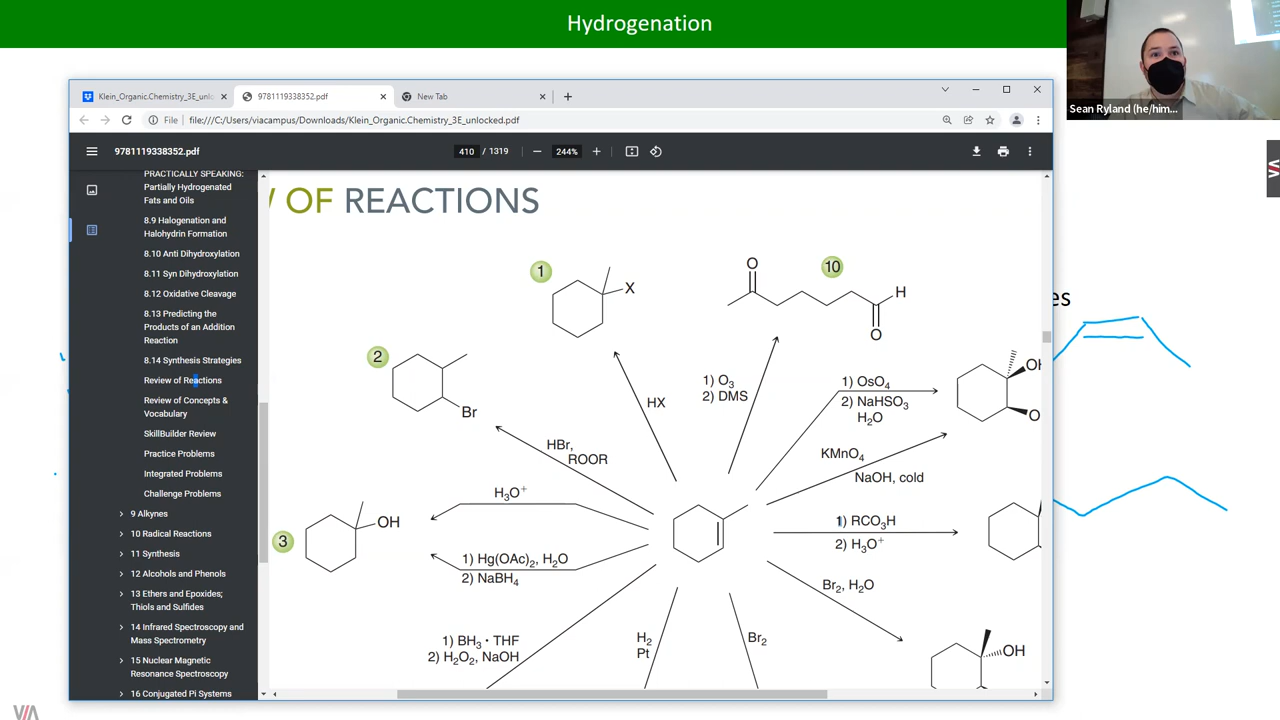 Hydrogenation
Sean Ryland (he/him...
Klein_Organic.Chemistry_3E_unlo
9781119338352.pdf
New Tab
File
file:///C:/Users/viacampus/Downloads/Klein_Organic.Chemistry_3E_unlocked.pdf
9781119338352.pdf
410 / 1319
244%
PRACTICALLY SPEAKING:
Partially Hydrogenated
Fats and Oils
8.9 Halogenation and
Halohydrin Formation
8.10 Anti Dihydroxylation
8.11 Syn Dihydroxylation
8.12 Oxidative Cleavage
8.13 Predicting the
Products of an Addition
Reaction
8.14 Synthesis Strategies
Review of Reactions
Review of Concepts &
Vocabulary
SkillBuilder Review
Practice Problems
Integrated Problems
Challenge Problems
9 Alkynes
10 Radical Reactions
11 Synthesis
12 Alcohols and Phenols
13 Ethers and Epoxides;
Thiols and Sulfides
14 Infrared Spectroscopy and
Mass Spectrometry
15 Nuclear Magnetic
Resonance Spectroscopy
16 Conjugated Pi Systems
OF REACTIONS
1
X
10
O
H
O
2
Br
HX
1) O₃
2) DMS
1) OsO₄
2) NaHSO₃
H₂O
OH
O
HBr,
ROOR
KMnO₄
NaOH, cold
H₃O⁺
3
OH
1) Hg(OAc)₂, H₂O
2) NaBH₄
1) RCO₃H
2) H₃O⁺
Br₂, H₂O
OH
1) BH₃ · THF
2) H₂O₂, NaOH
H₂
Pt
Br₂
es
VIA